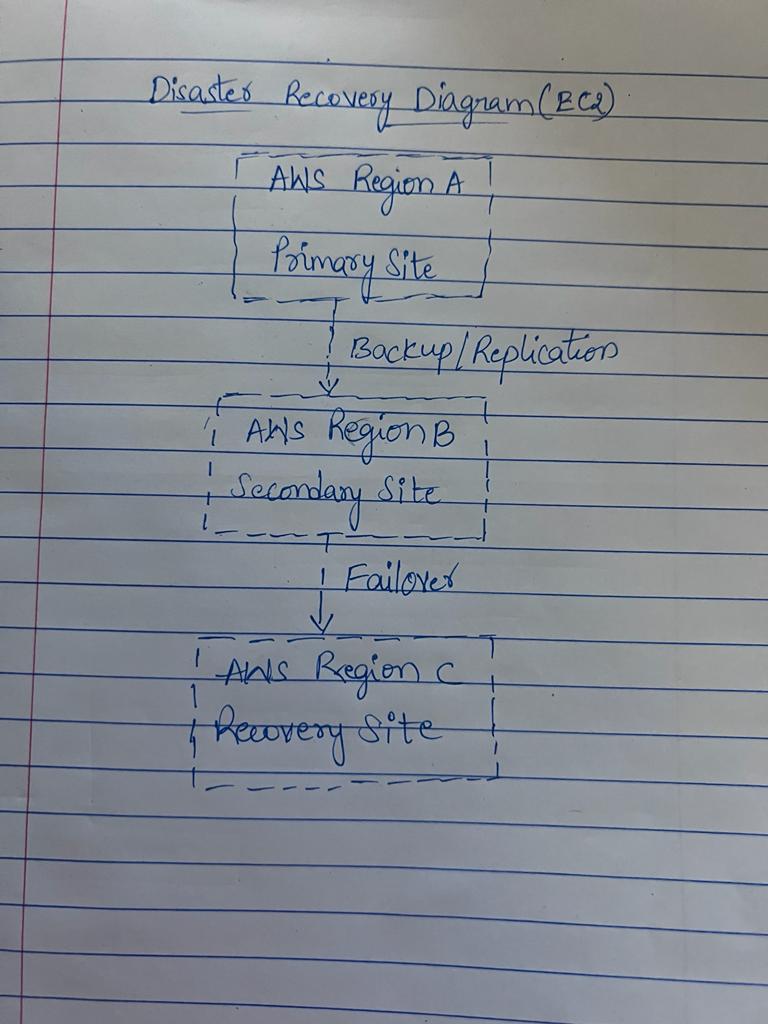 Disaster Recovery Diagram (EC2)
AWS Region A
Primary Site
Backup/Replication
AWS Region B
Secondary Site
Failover
AWS Region C
Recovery Site